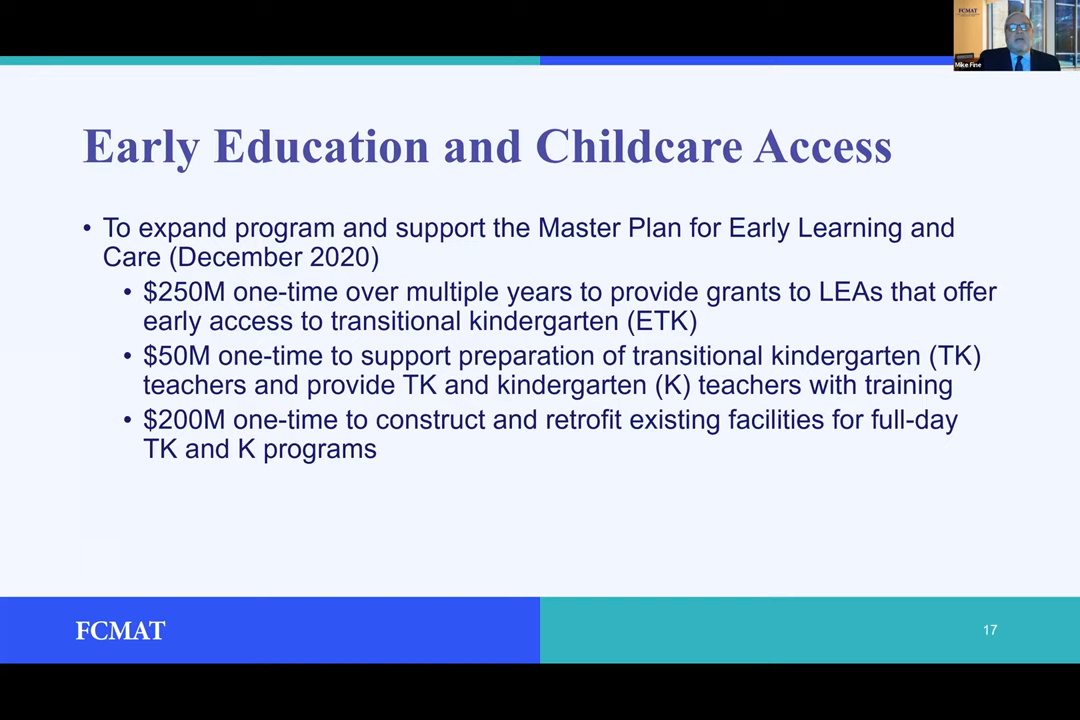 FCMAT
Mike Fine
Early Education and Childcare Access
• To expand program and support the Master Plan for Early Learning and
Care (December 2020)
• $250M one-time over multiple years to provide grants to LEAs that offer
early access to transitional kindergarten (ETK)
• $50M one-time to support preparation of transitional kindergarten (TK)
teachers and provide TK and kindergarten (K) teachers with training
• $200M one-time to construct and retrofit existing facilities for full-day
TK and K programs
FCMAT
17